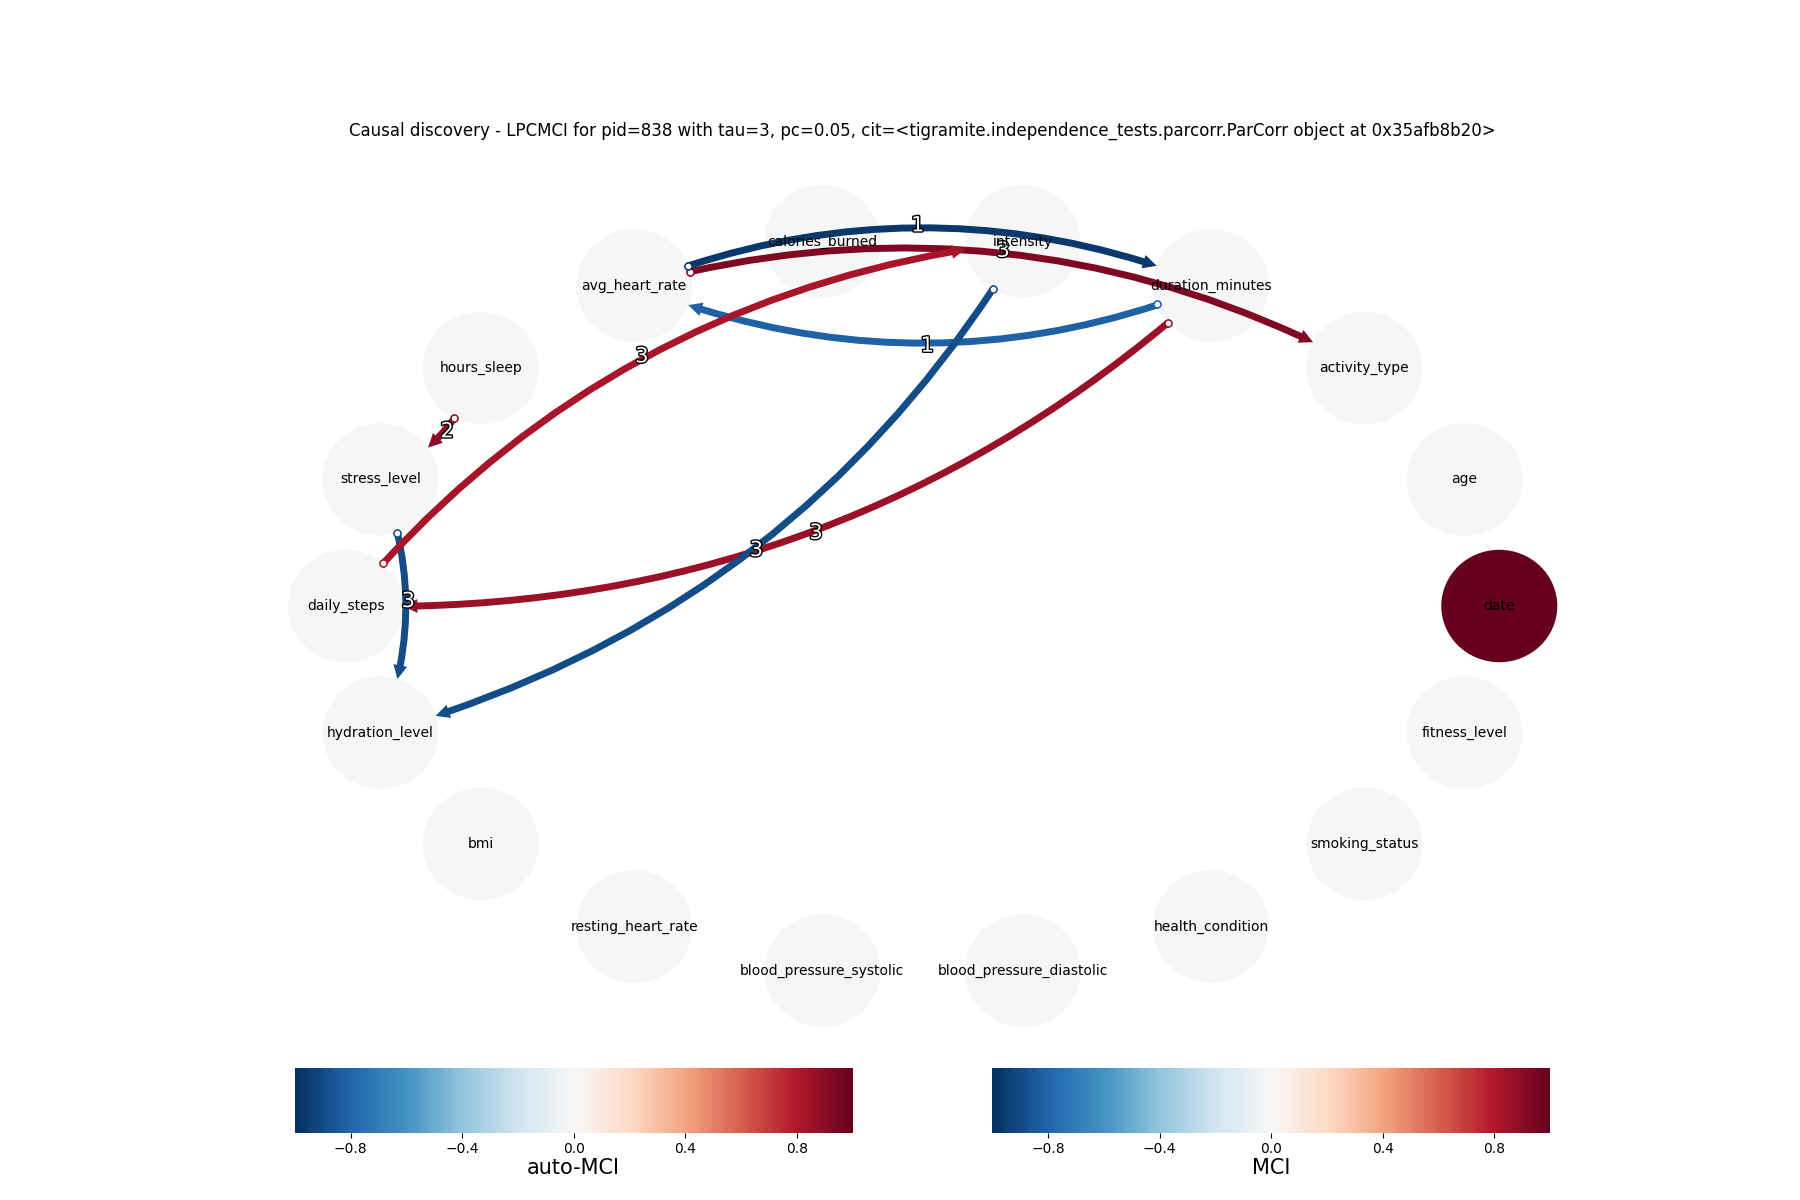 Causal discovery - LPCMCI for pid=838 with tau=3, pc=0.05, cit=<tigramite.independence_tests.parcorr.ParCorr object at 0x35afb8b20>
1
calories_burned
intensity
3
avg_heart_rate
duration_minutes
1
3
hours_sleep
activity_type
2
stress_level
age
3
3
3
daily_steps
date
hydration_level
fitness_level
bmi
smoking_status
resting_heart_rate
health_condition
blood_pressure_systolic
blood_pressure_diastolic
−0.8 −0.4 0.0 0.4 0.8
auto-MCI
−0.8 −0.4 0.0 0.4 0.8
MCI